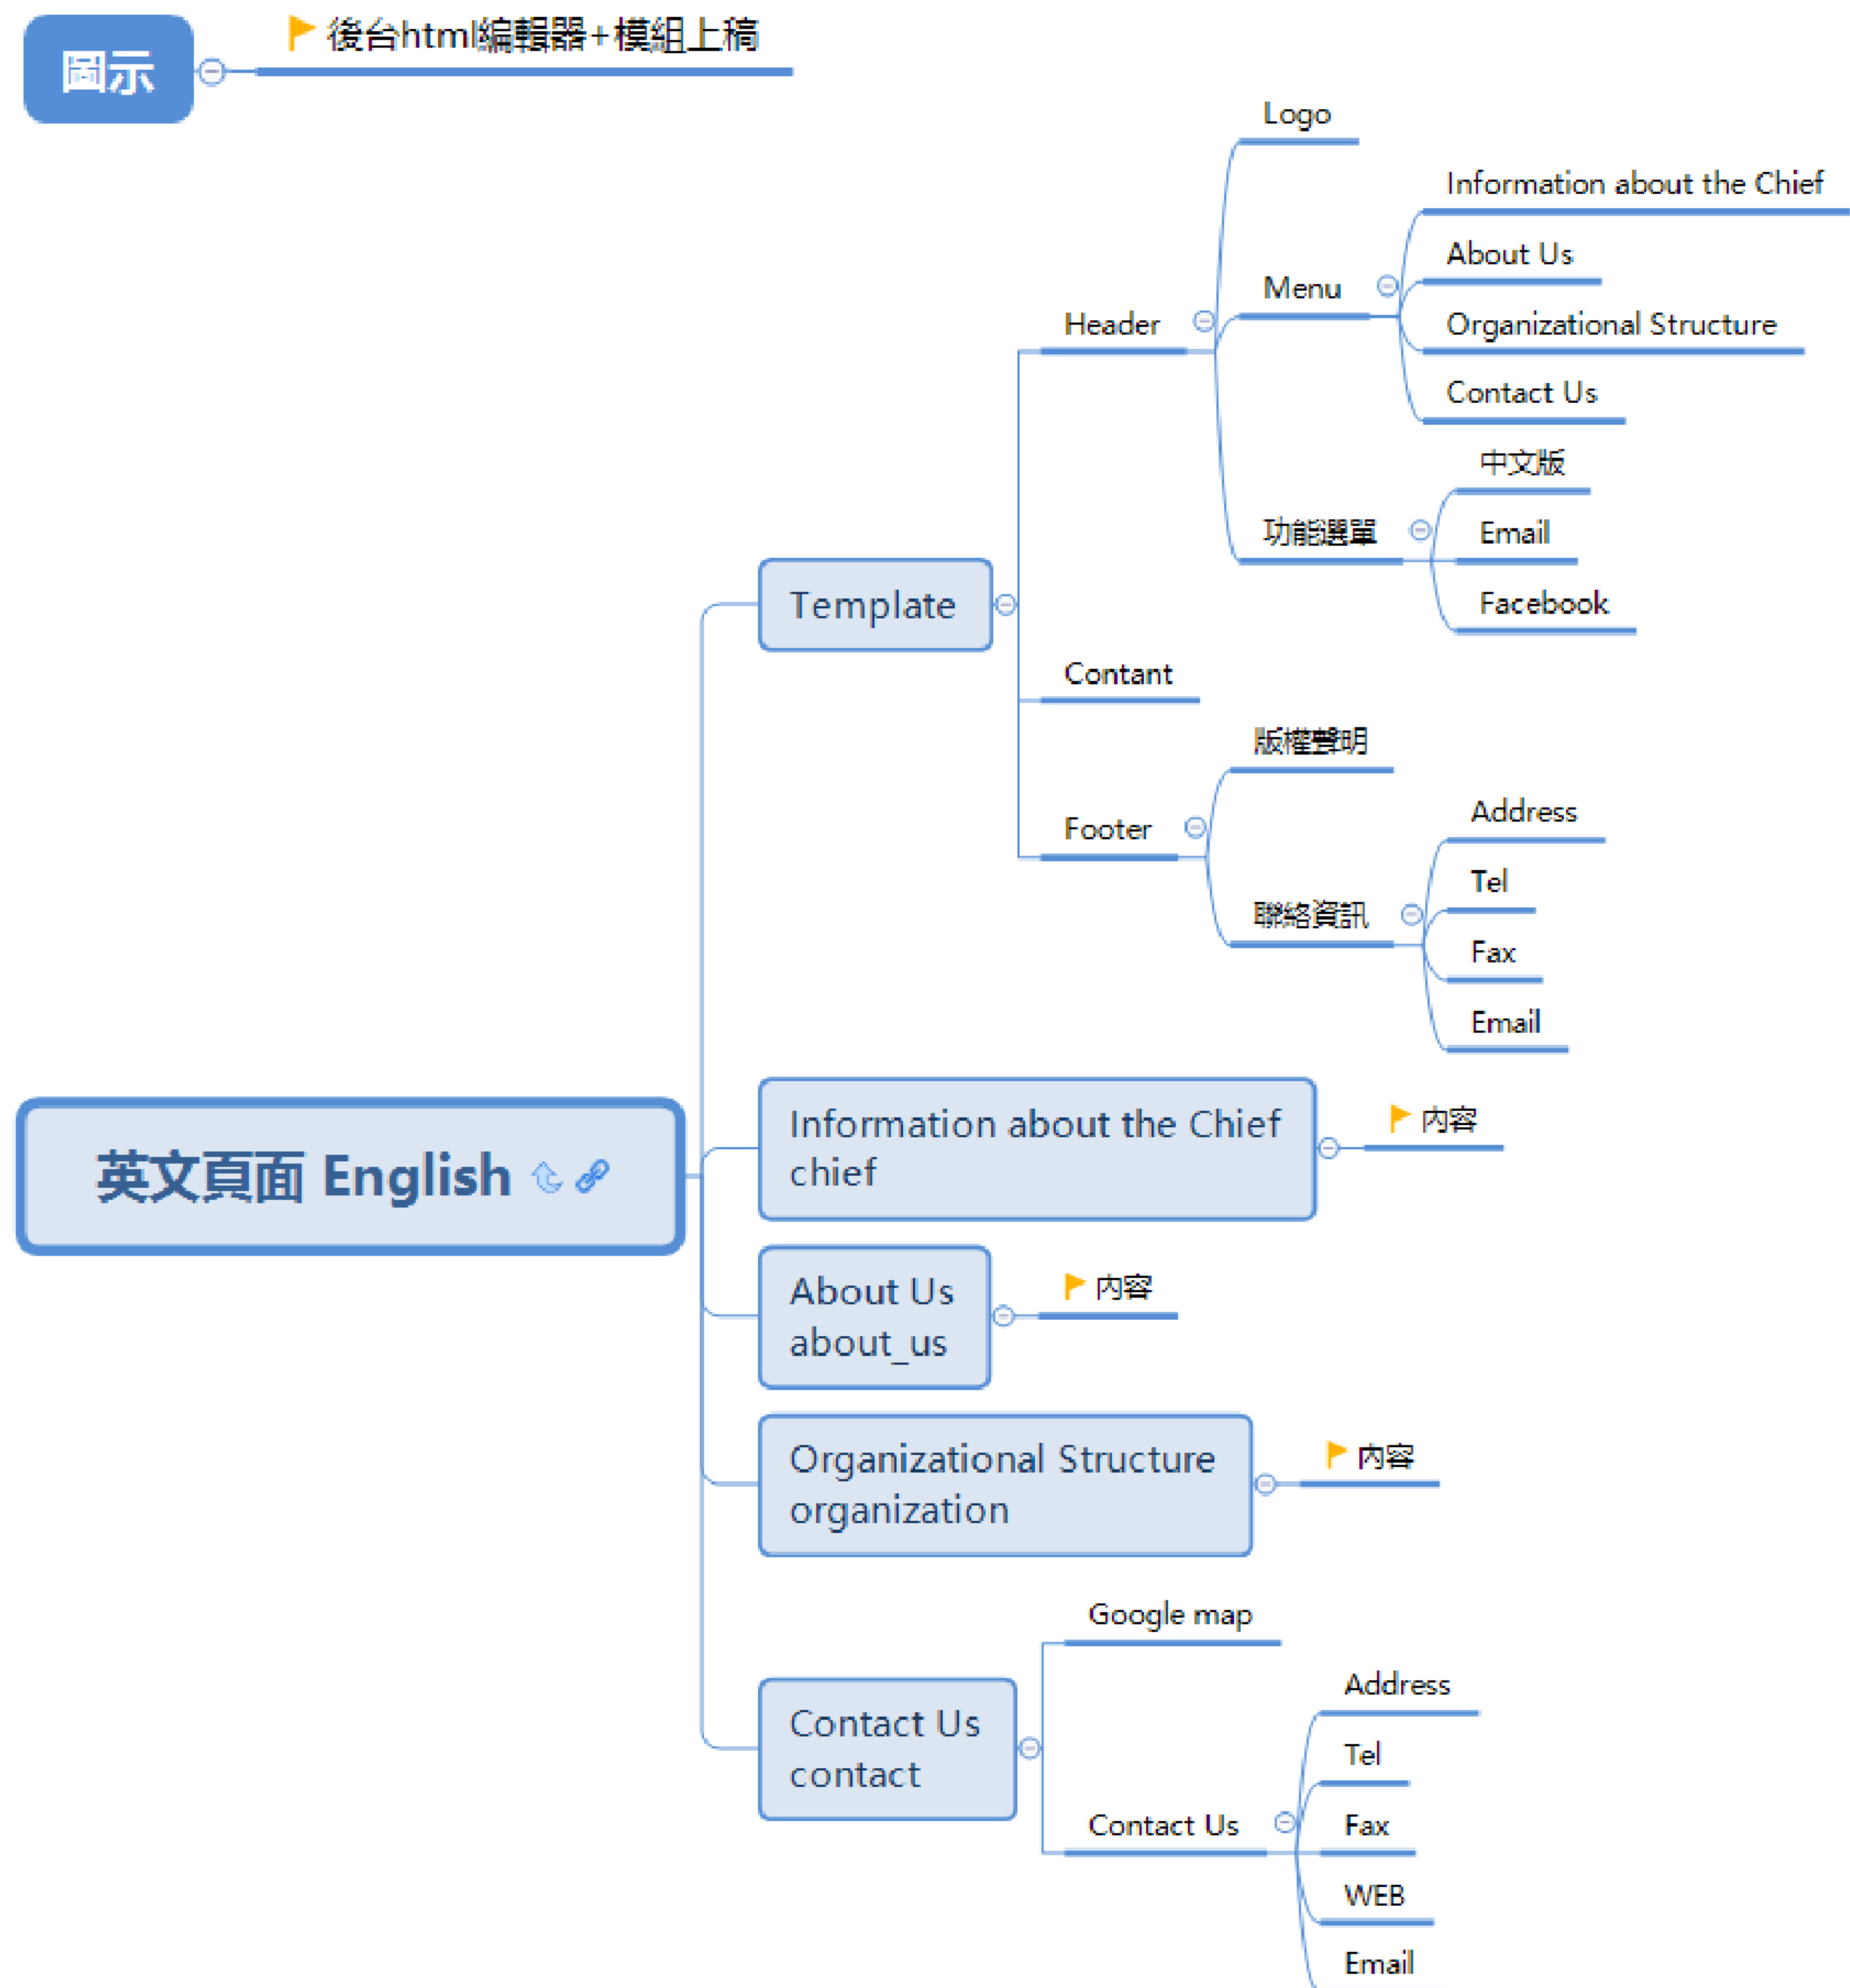 圖示
後台html編輯器+模組上稿
英文頁面 English
Template
Header
Logo
Menu
Information about the Chief
About Us
Organizational Structure
Contact Us
功能選單
中文版
Email
Facebook
Contant
Footer
版權聲明
聯絡資訊
Address
Tel
Fax
Email
Information about the Chief
chief
內容
About Us
about_us
內容
Organizational Structure
organization
內容
Contact Us
contact
Google map
Contact Us
Address
Tel
Fax
WEB
Email